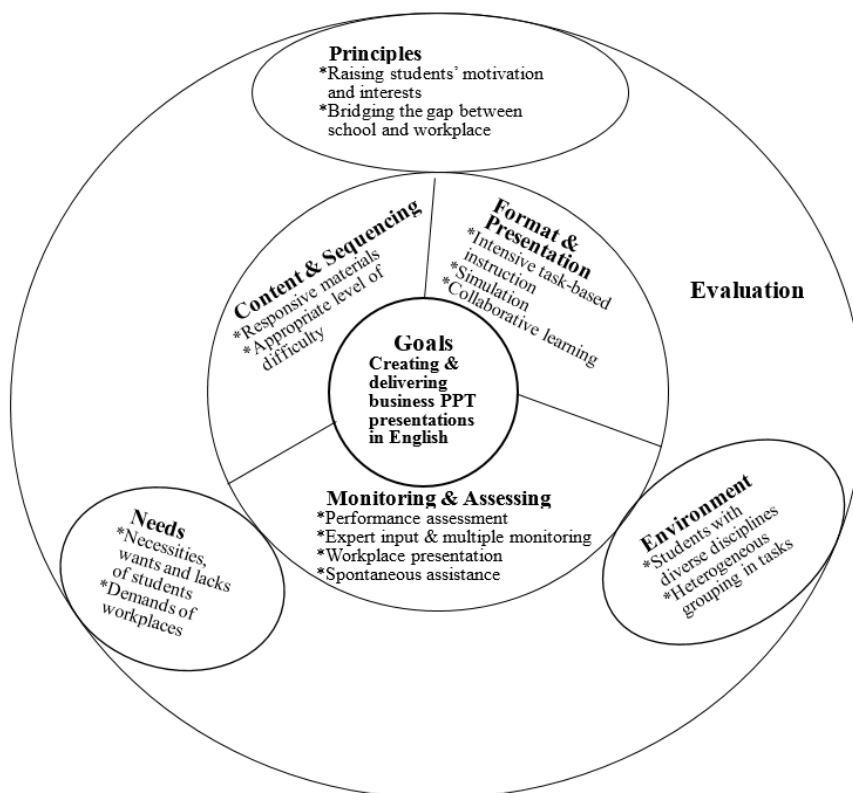 Principles
*Raising students’ motivation
and interests
*Bridging the gap between
school and workplace
Content & Sequencing
*Responsive materials
*Appropriate level of
difficulty
Format &
Presentation
*Intensive task-based
instruction
*Simulation
*Collaborative learning
Evaluation
Goals
Creating &
delivering
business PPT
presentations
in English
Monitoring & Assessing
*Performance assessment
*Expert input & multiple monitoring
*Workplace presentation
*Spontaneous assistance
Needs
*Necessities,
wants and lacks
of students
*Demands of
workplaces
Environment
*Students with
diverse disciplines
*Heterogeneous
grouping in tasks